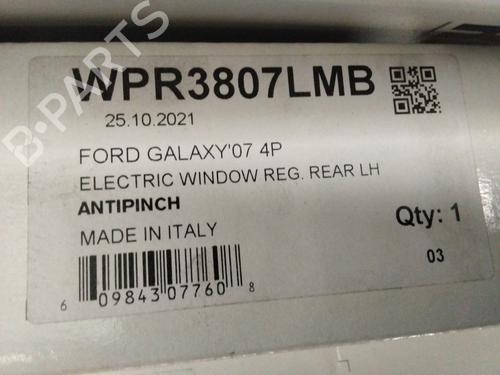 WPR3807LMB
25.10.2021
FORD GALAXY'07 4P
ELECTRIC WINDOW REG. REAR LH
ANTIPINCH
Qty: 1
MADE IN ITALY
03
6 09843 07760 8
B-PARTS